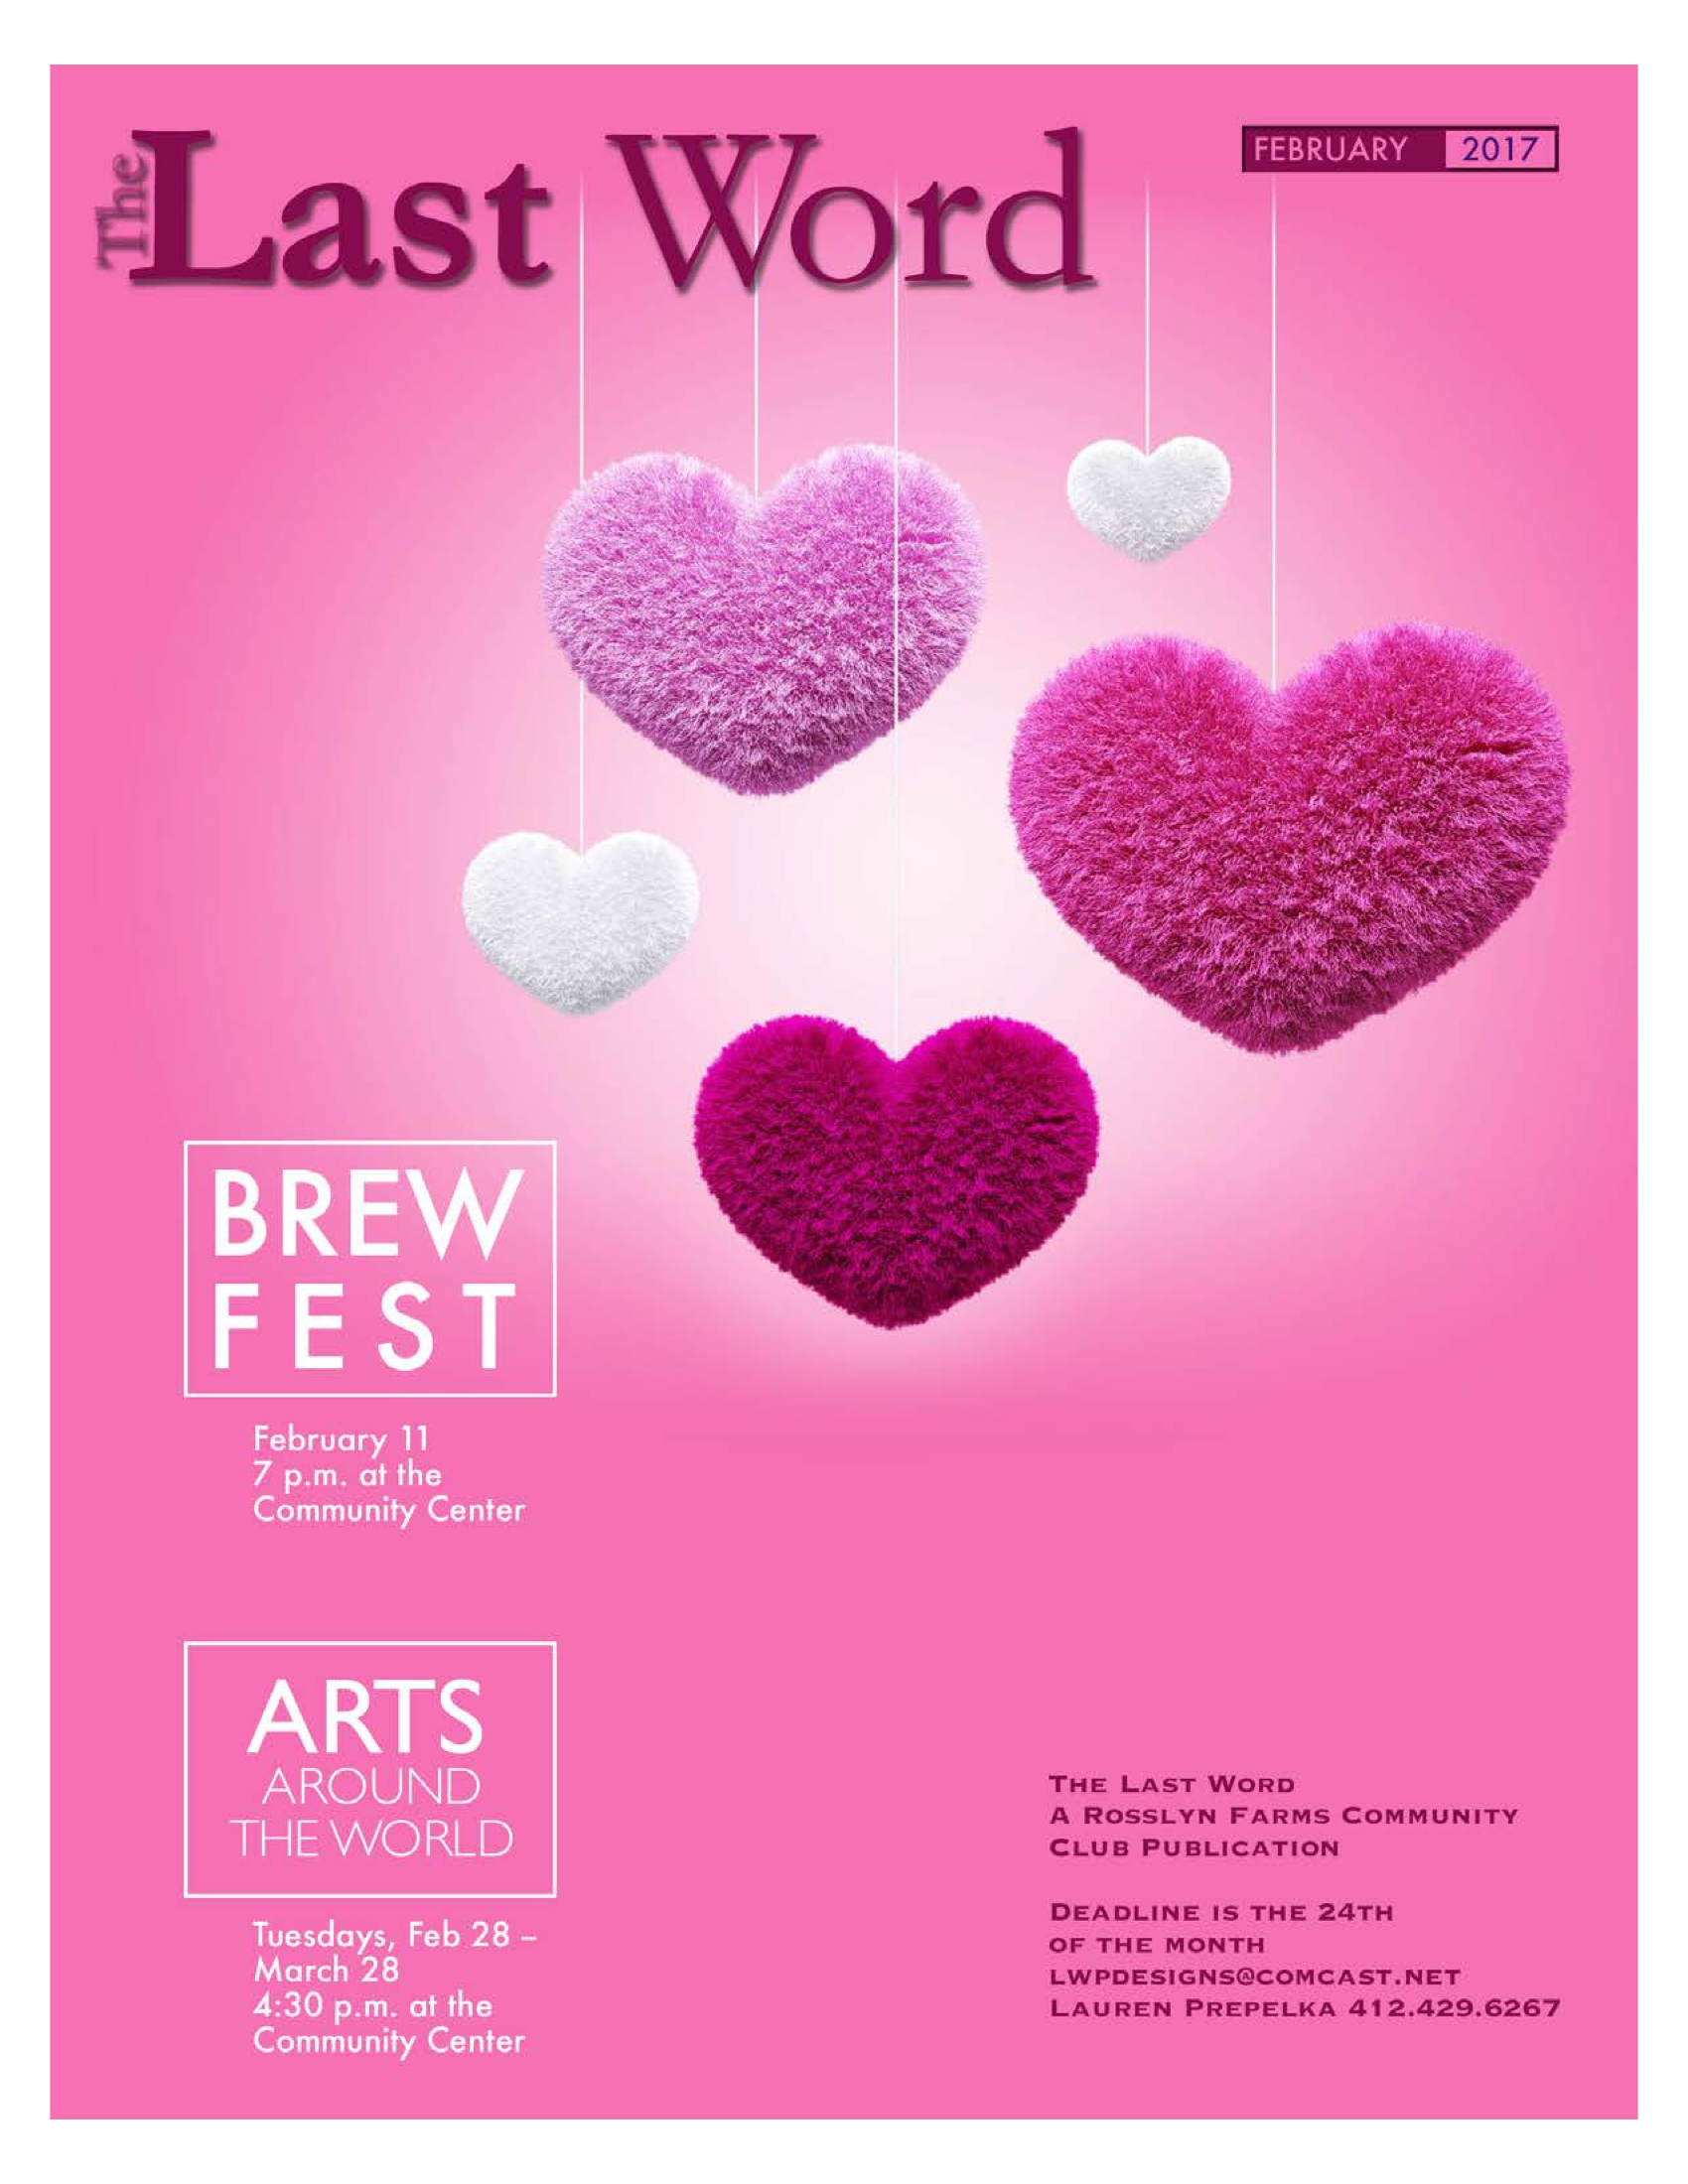 The Last Word
FEBRUARY 2017
BREW
FEST
February 11
7 p.m. at the
Community Center
ARTS
AROUND
THE WORLD
Tuesdays, Feb 28 –
March 28
4:30 p.m. at the
Community Center
THE LAST WORD
A ROSSLYN FARMS COMMUNITY
CLUB PUBLICATION
DEADLINE IS THE 24TH
OF THE MONTH
LWPDESIGNS@COMCAST.NET
LAUREN PREPELKA 412.429.6267